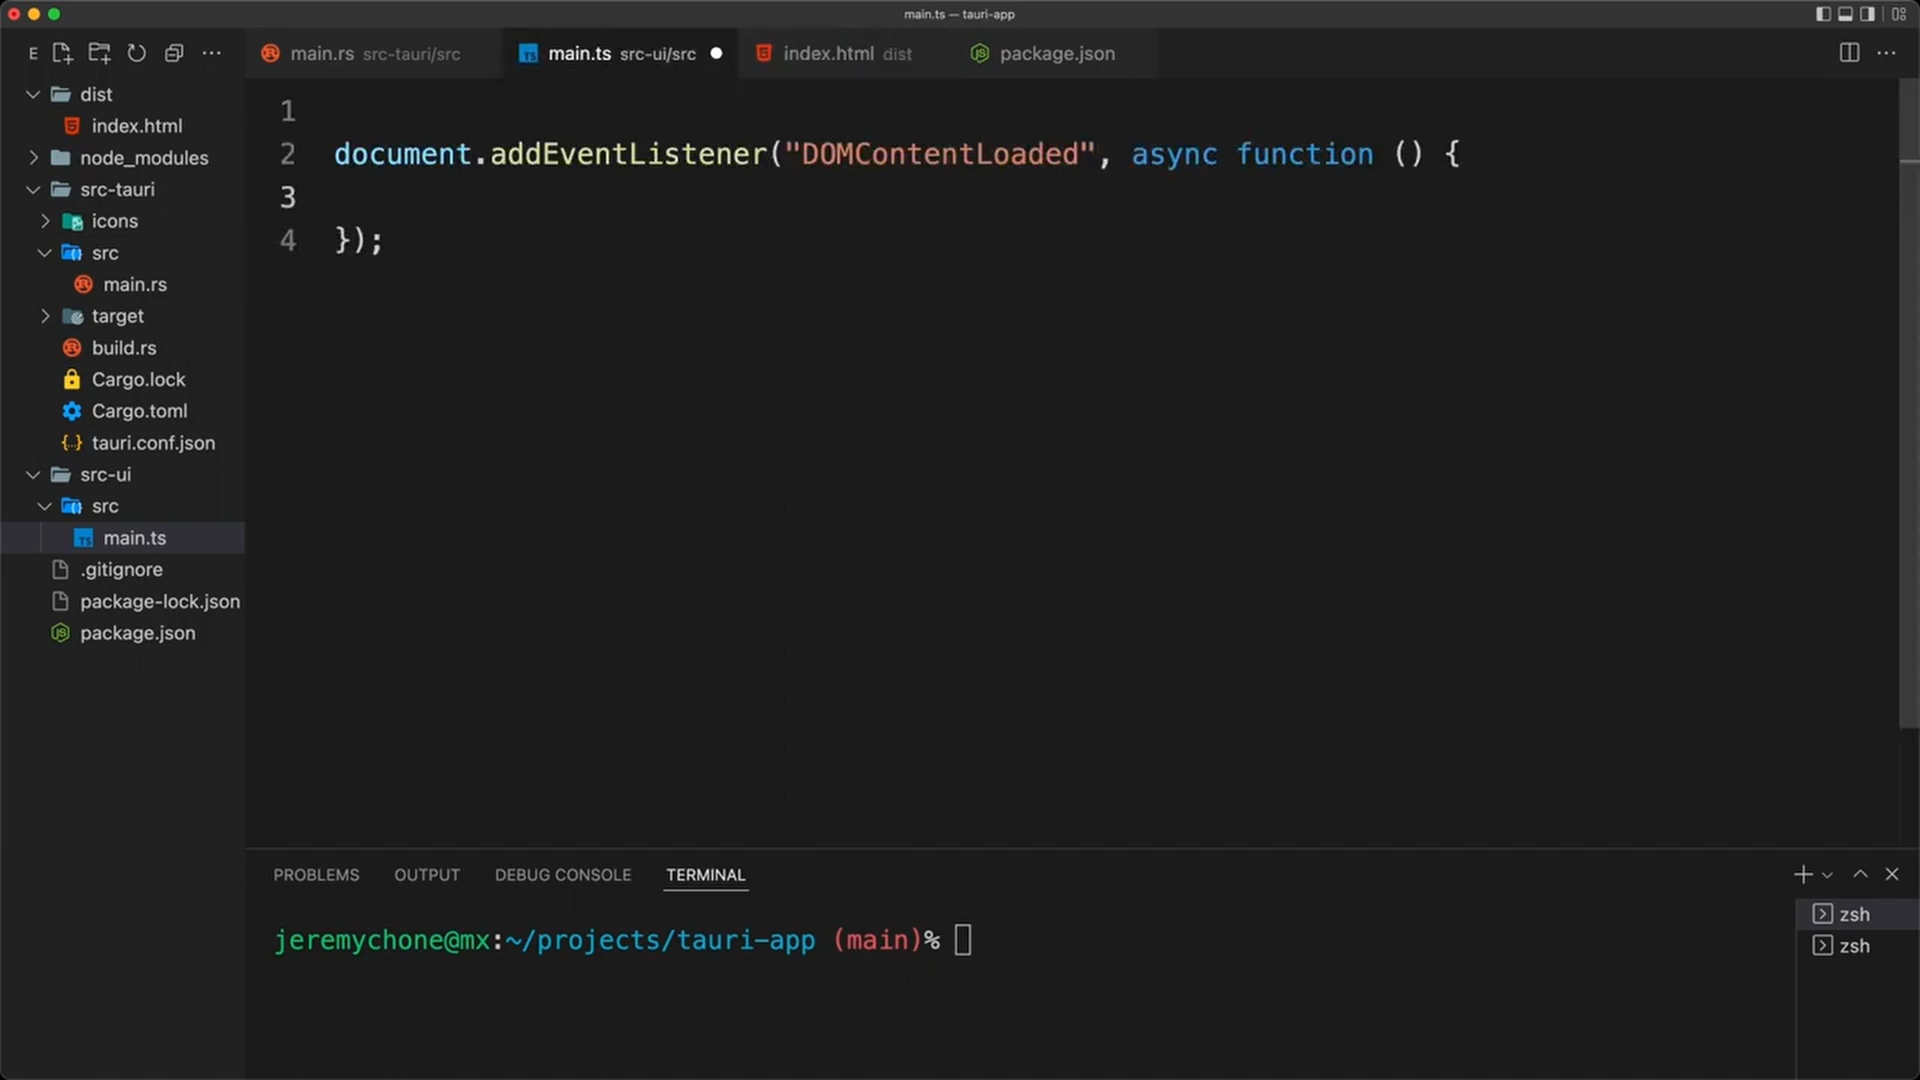 main.ts — tauri-app
E
main.rs src-tauri/src
main.ts src-ui/src
index.html dist
package.json
dist
index.html
node_modules
src-tauri
icons
src
main.rs
target
build.rs
Cargo.lock
Cargo.toml
tauri.conf.json
src-ui
src
main.ts
.gitignore
package-lock.json
package.json
1
2 document.addEventListener("DOMContentLoaded", async function () {
3
4 });
PROBLEMS OUTPUT DEBUG CONSOLE TERMINAL
jeremychone@mx:~/projects/tauri-app (main)%
zsh
zsh